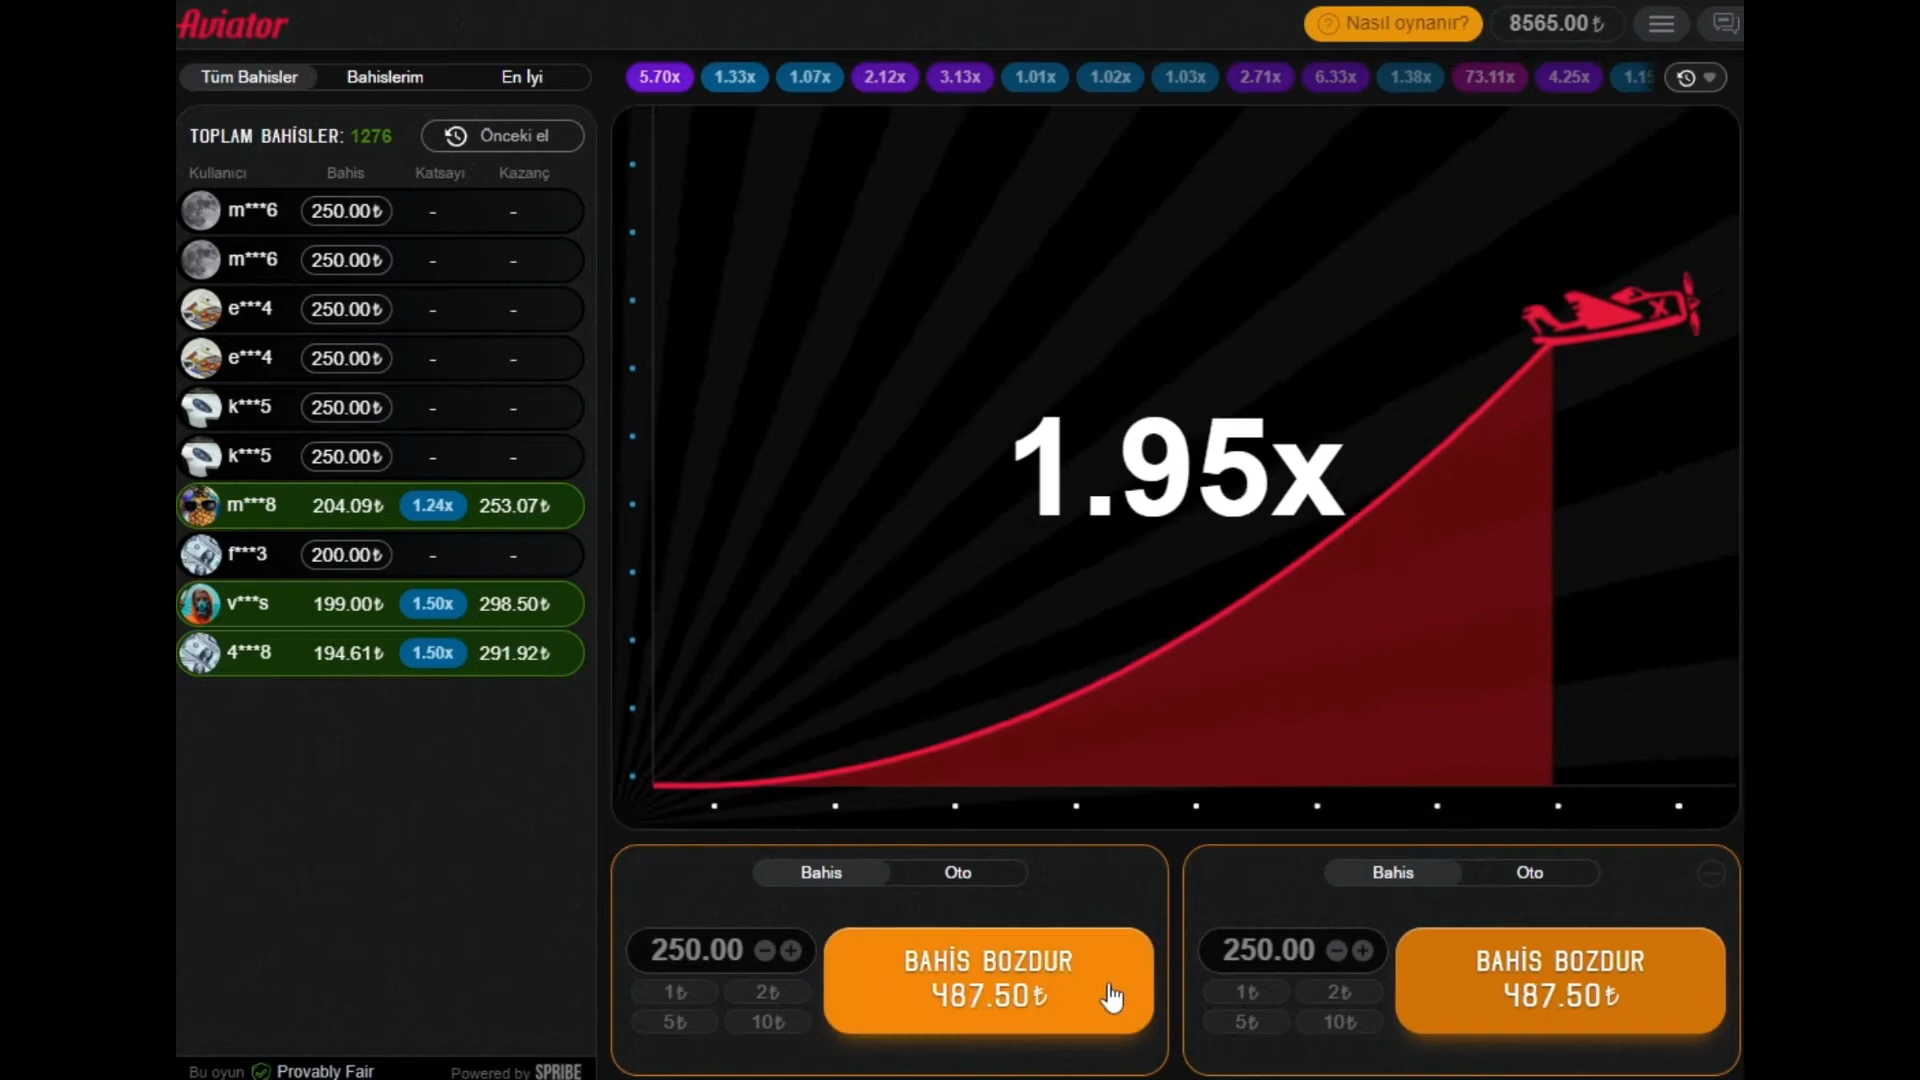 Aviator
Nasıl oynanır?
8565.00₺
Tüm Bahisler
Bahislerim
En İyi
5.70x 1.33x 1.07x 2.12x 3.13x 1.01x 1.02x 1.03x 2.71x 6.33x 1.38x 73.11x 4.25x 1.15
TOPLAM BAHİSLER: 1276
Önceki el
Kullanıcı Bahis Katsayı Kazanç
m***6 250.00₺ - -
m***6 250.00₺ - -
e***4 250.00₺ - -
e***4 250.00₺ - -
k***5 250.00₺ - -
k***5 250.00₺ - -
m***8 204.09₺ 1.24x 253.07₺
f***3 200.00₺ - -
v***s 199.00₺ 1.50x 298.50₺
4***8 194.61₺ 1.50x 291.92₺
X
1.95x
Bahis Oto
250.00
BAHİS BOZDUR
487.50₺
1₺ 2₺
5₺ 10₺
Bahis Oto
250.00
BAHİS BOZDUR
487.50₺
1₺ 2₺
5₺ 10₺
Bu oyun Provably Fair
Powered by SPRIBE